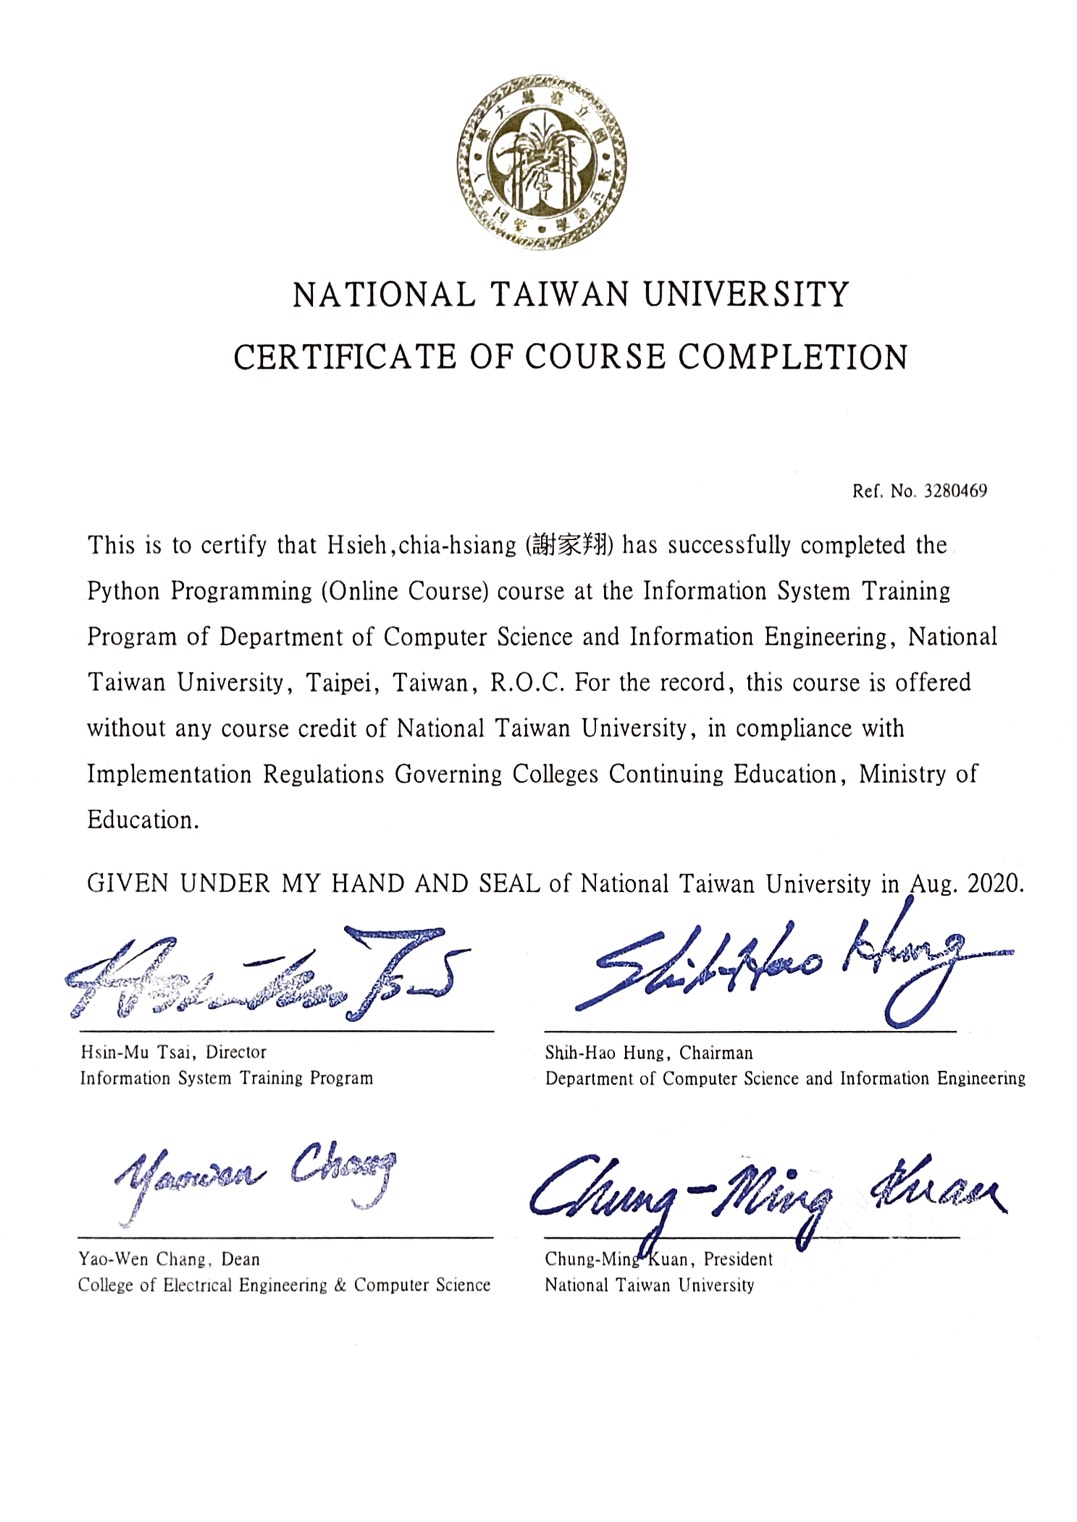 國立臺灣大學
NATIONAL TAIWAN UNIVERSITY
CERTIFICATE OF COURSE COMPLETION
Ref. No. 3280469
This is to certify that Hsieh,chia-hsiang (謝家翔) has successfully completed the
Python Programming (Online Course) course at the Information System Training
Program of Department of Computer Science and Information Engineering, National
Taiwan University, Taipei, Taiwan, R.O.C. For the record, this course is offered
without any course credit of National Taiwan University, in compliance with
Implementation Regulations Governing Colleges Continuing Education, Ministry of
Education.
GIVEN UNDER MY HAND AND SEAL of National Taiwan University in Aug. 2020.
Shih-Hao Hung
Hsin-Mu Tsai, Director
Information System Training Program
Shih-Hao Hung, Chairman
Department of Computer Science and Information Engineering
Yaowen Chang
Chung-Ming Kuan
Yao-Wen Chang, Dean
College of Electrical Engineering & Computer Science
Chung-Ming Kuan, President
National Taiwan University